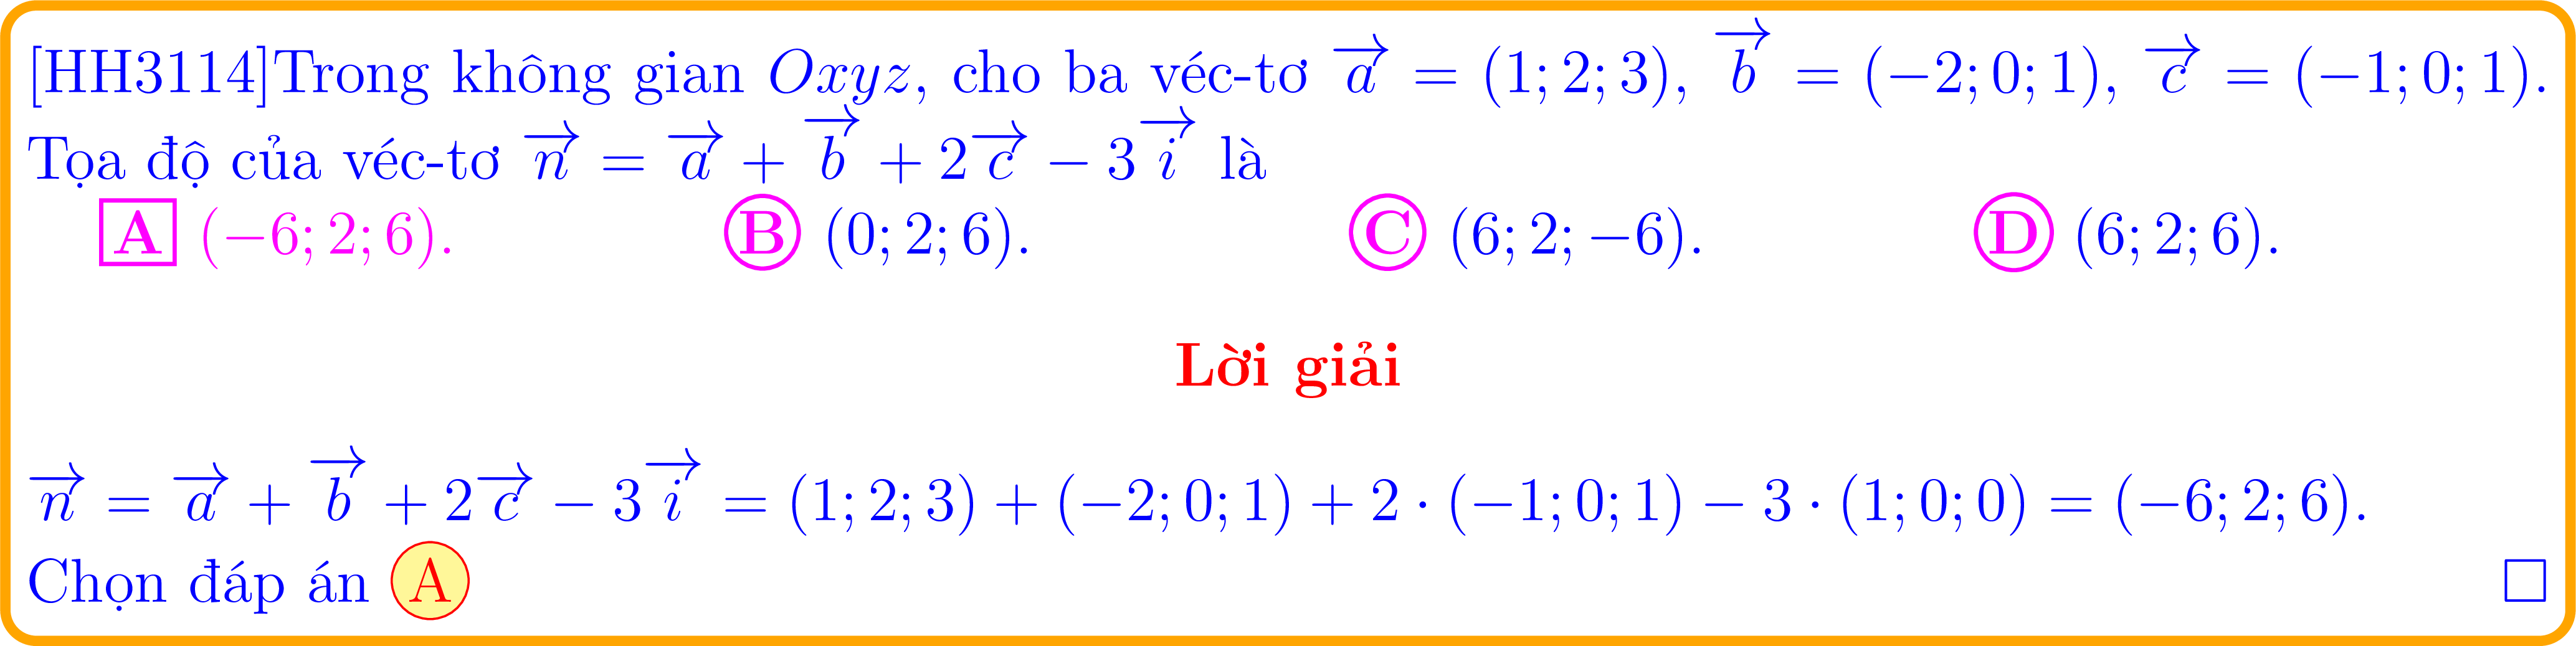 [HH3114]Trong không gian Oxyz, cho ba véc-tơ $\overrightarrow{a} = (1; 2; 3)$, $\overrightarrow{b} = (-2; 0; 1)$, $\overrightarrow{c} = (-1; 0; 1)$.
Tọa độ của véc-tơ $\overrightarrow{n} = \overrightarrow{a} + \overrightarrow{b} + 2\overrightarrow{c} - 3\overrightarrow{i}$ là
A (−6; 2; 6). B (0; 2; 6). C (6; 2; −6). D (6; 2; 6).
Lời giải
$\overrightarrow{n} = \overrightarrow{a} + \overrightarrow{b} + 2\overrightarrow{c} - 3\overrightarrow{i} = (1; 2; 3) + (-2; 0; 1) + 2 \cdot (-1; 0; 1) - 3 \cdot (1; 0; 0) = (-6; 2; 6)$.
Chọn đáp án A □